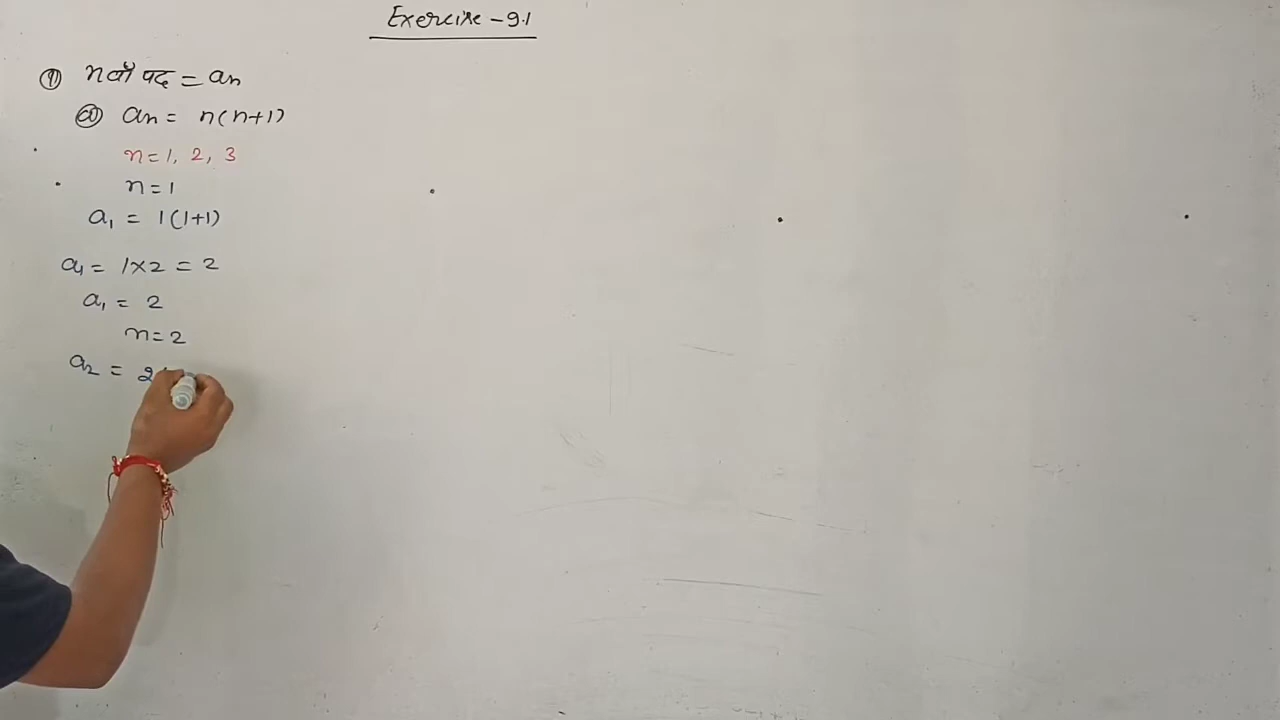 Exercise - 9.1
① nवाँ पद = aₙ
ⓐ aₙ = n(n+1)
n = 1, 2, 3
n = 1
a₁ = 1(1+1)
a₁ = 1×2 = 2
a₁ = 2
n = 2
a₂ = 2(